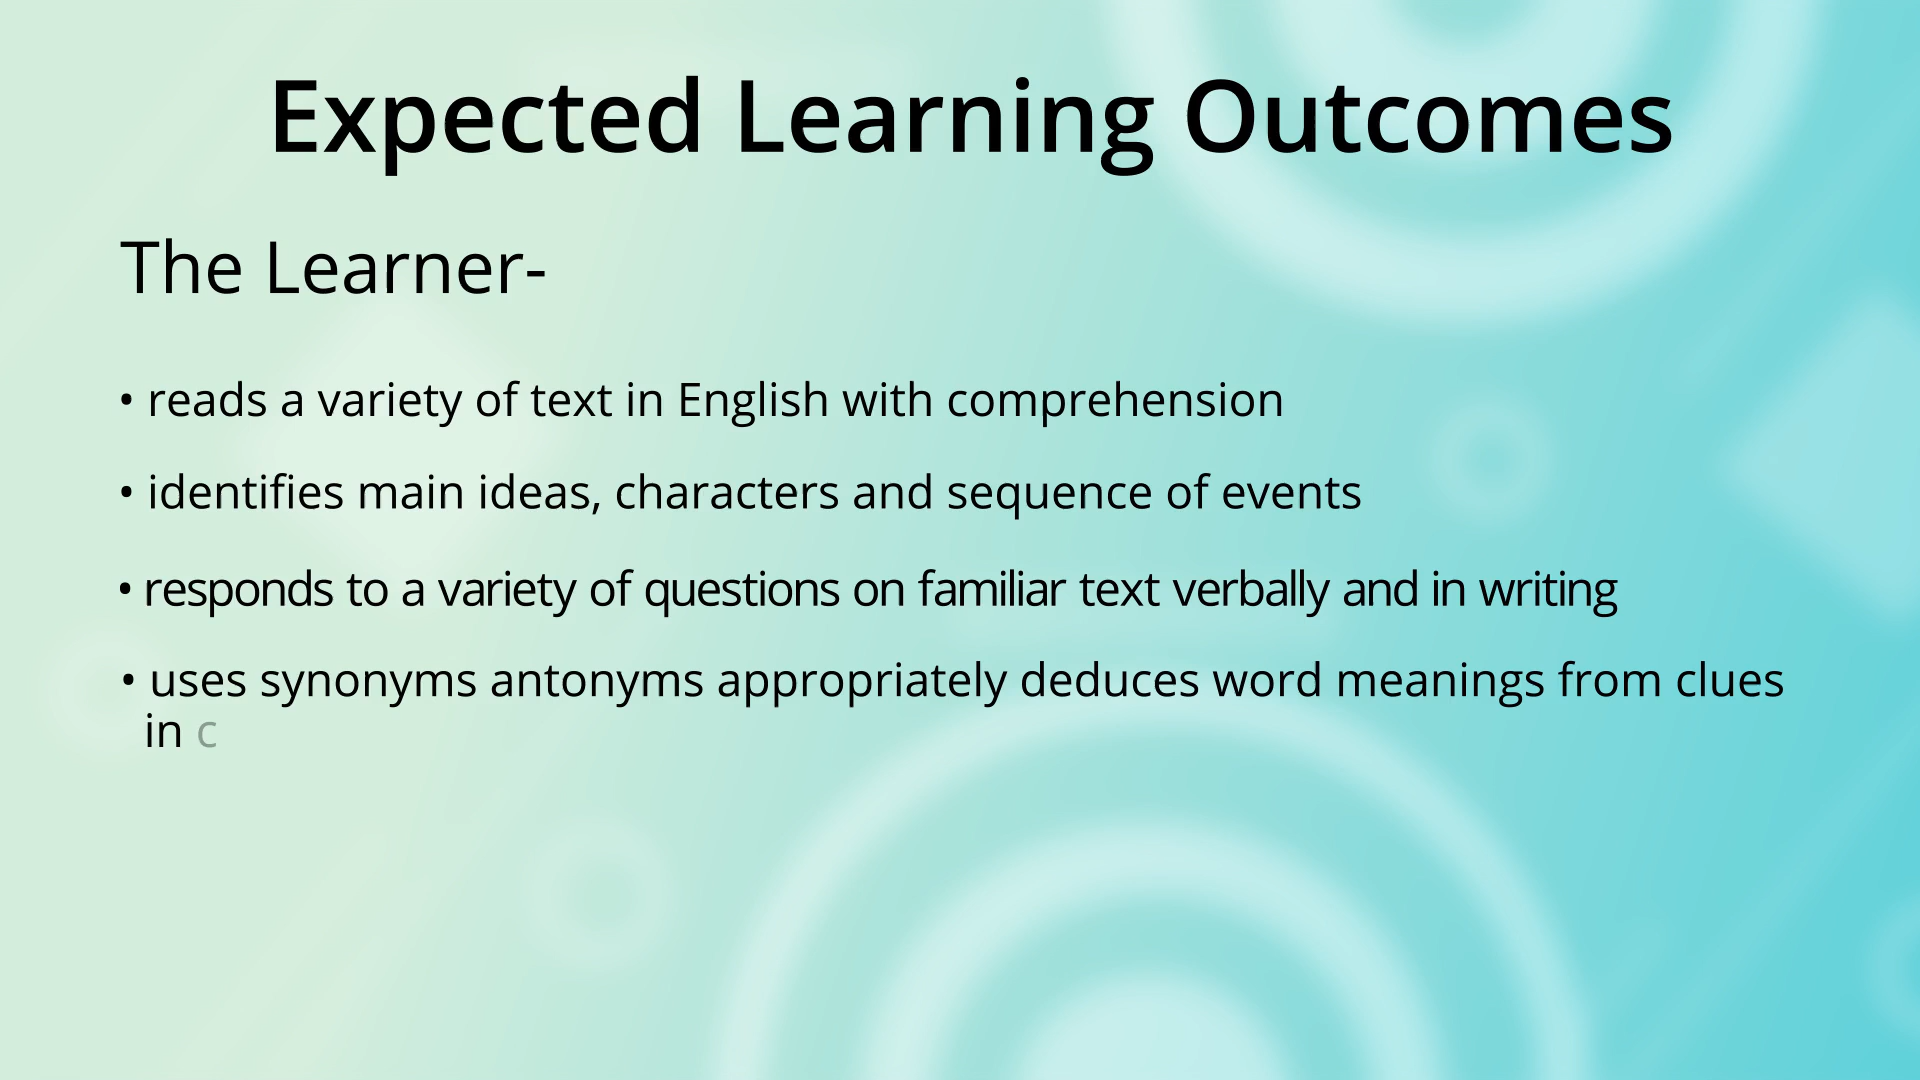 Expected Learning Outcomes
The Learner-
• reads a variety of text in English with comprehension
• identifies main ideas, characters and sequence of events
• responds to a variety of questions on familiar text verbally and in writing
• uses synonyms antonyms appropriately deduces word meanings from clues
in c